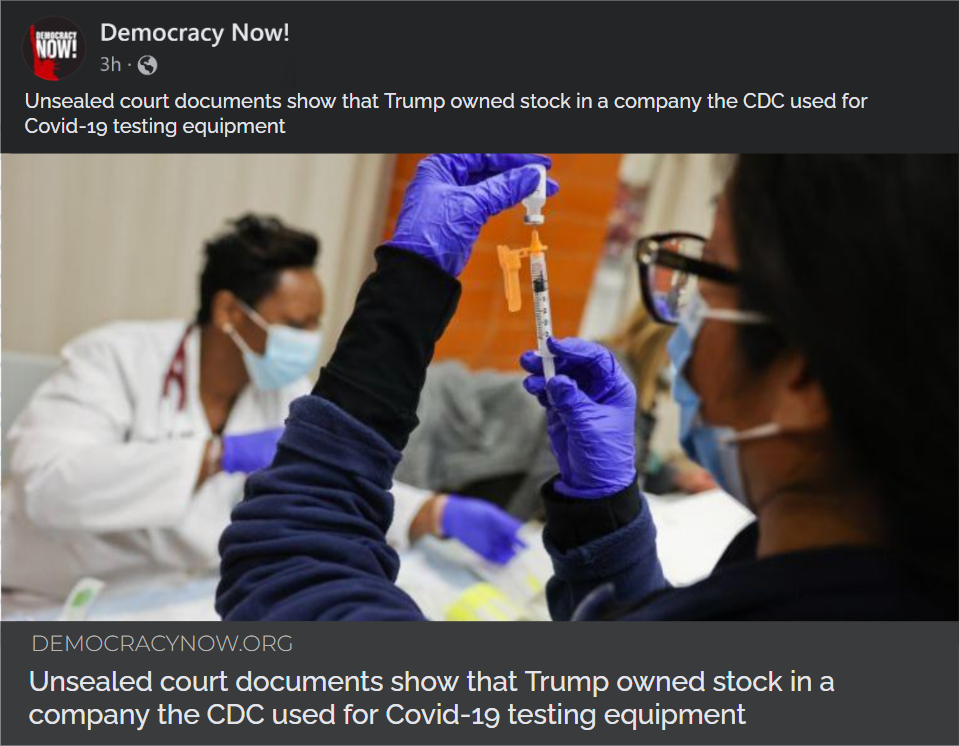 DEMOCRACY
NOW!
Democracy Now!
3h ·
Unsealed court documents show that Trump owned stock in a company the CDC used for
Covid-19 testing equipment
DEMOCRACYNOW.ORG
Unsealed court documents show that Trump owned stock in a
company the CDC used for Covid-19 testing equipment